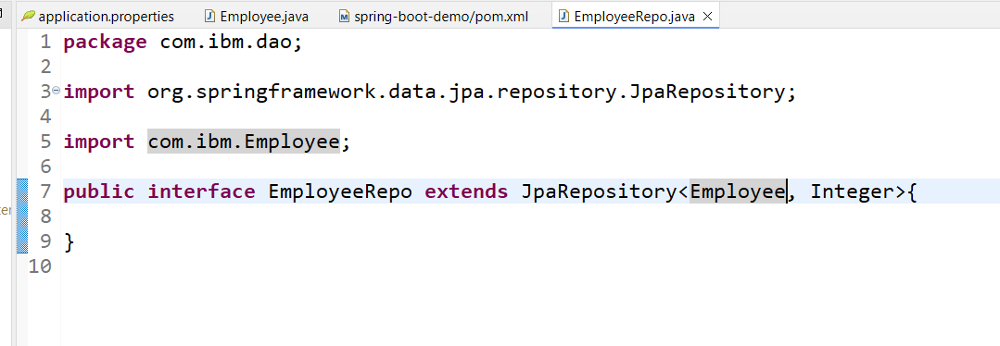 application.properties Employee.java spring-boot-demo/pom.xml EmployeeRepo.java
1 package com.ibm.dao;
2
3 import org.springframework.data.jpa.repository.JpaRepository;
4
5 import com.ibm.Employee;
6
7 public interface EmployeeRepo extends JpaRepository<Employee, Integer>{
8
9 }
10